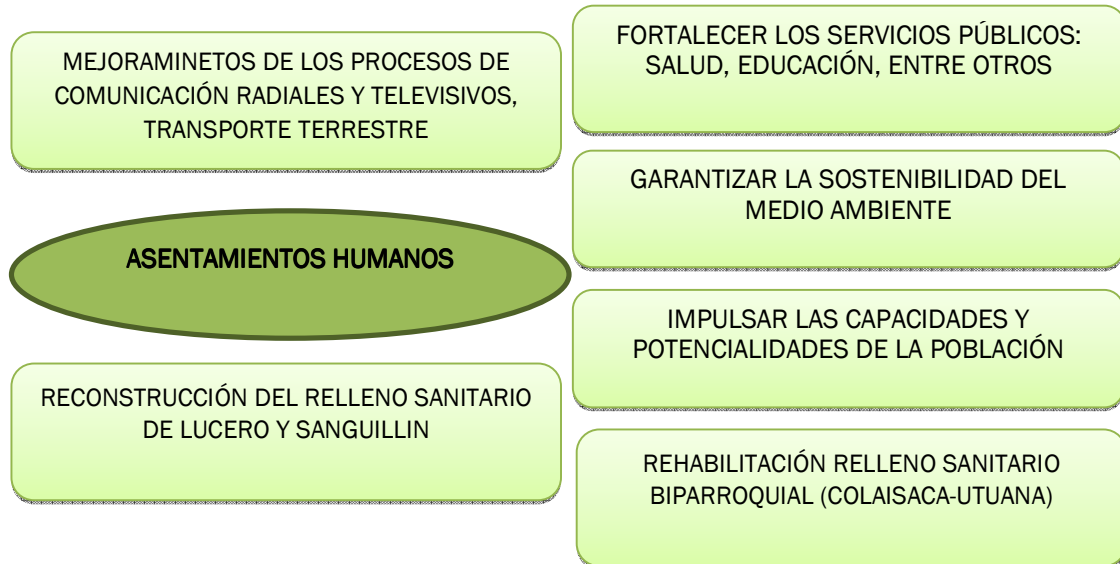 MEJORAMINETOS DE LOS PROCESOS DE
COMUNICACIÓN RADIALES Y TELEVISIVOS,
TRANSPORTE TERRESTRE
ASENTAMIENTOS HUMANOS
RECONSTRUCCIÓN DEL RELLENO SANITARIO
DE LUCERO Y SANGUILLIN
FORTALECER LOS SERVICIOS PÚBLICOS:
SALUD, EDUCACIÓN, ENTRE OTROS
GARANTIZAR LA SOSTENIBILIDAD DEL
MEDIO AMBIENTE
IMPULSAR LAS CAPACIDADES Y
POTENCIALIDADES DE LA POBLACIÓN
REHABILITACIÓN RELLENO SANITARIO
BIPARROQUIAL (COLAISACA-UTUANA)